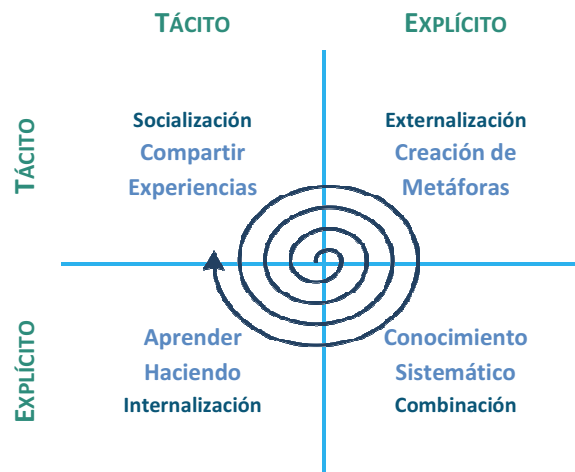 TÁCITO
EXPLÍCITO
TÁCITO
Socialización
Compartir
Experiencias
Externalización
Creación de
Metáforas
EXPLÍCITO
Aprender
Haciendo
Internalización
Conocimiento
Sistemático
Combinación